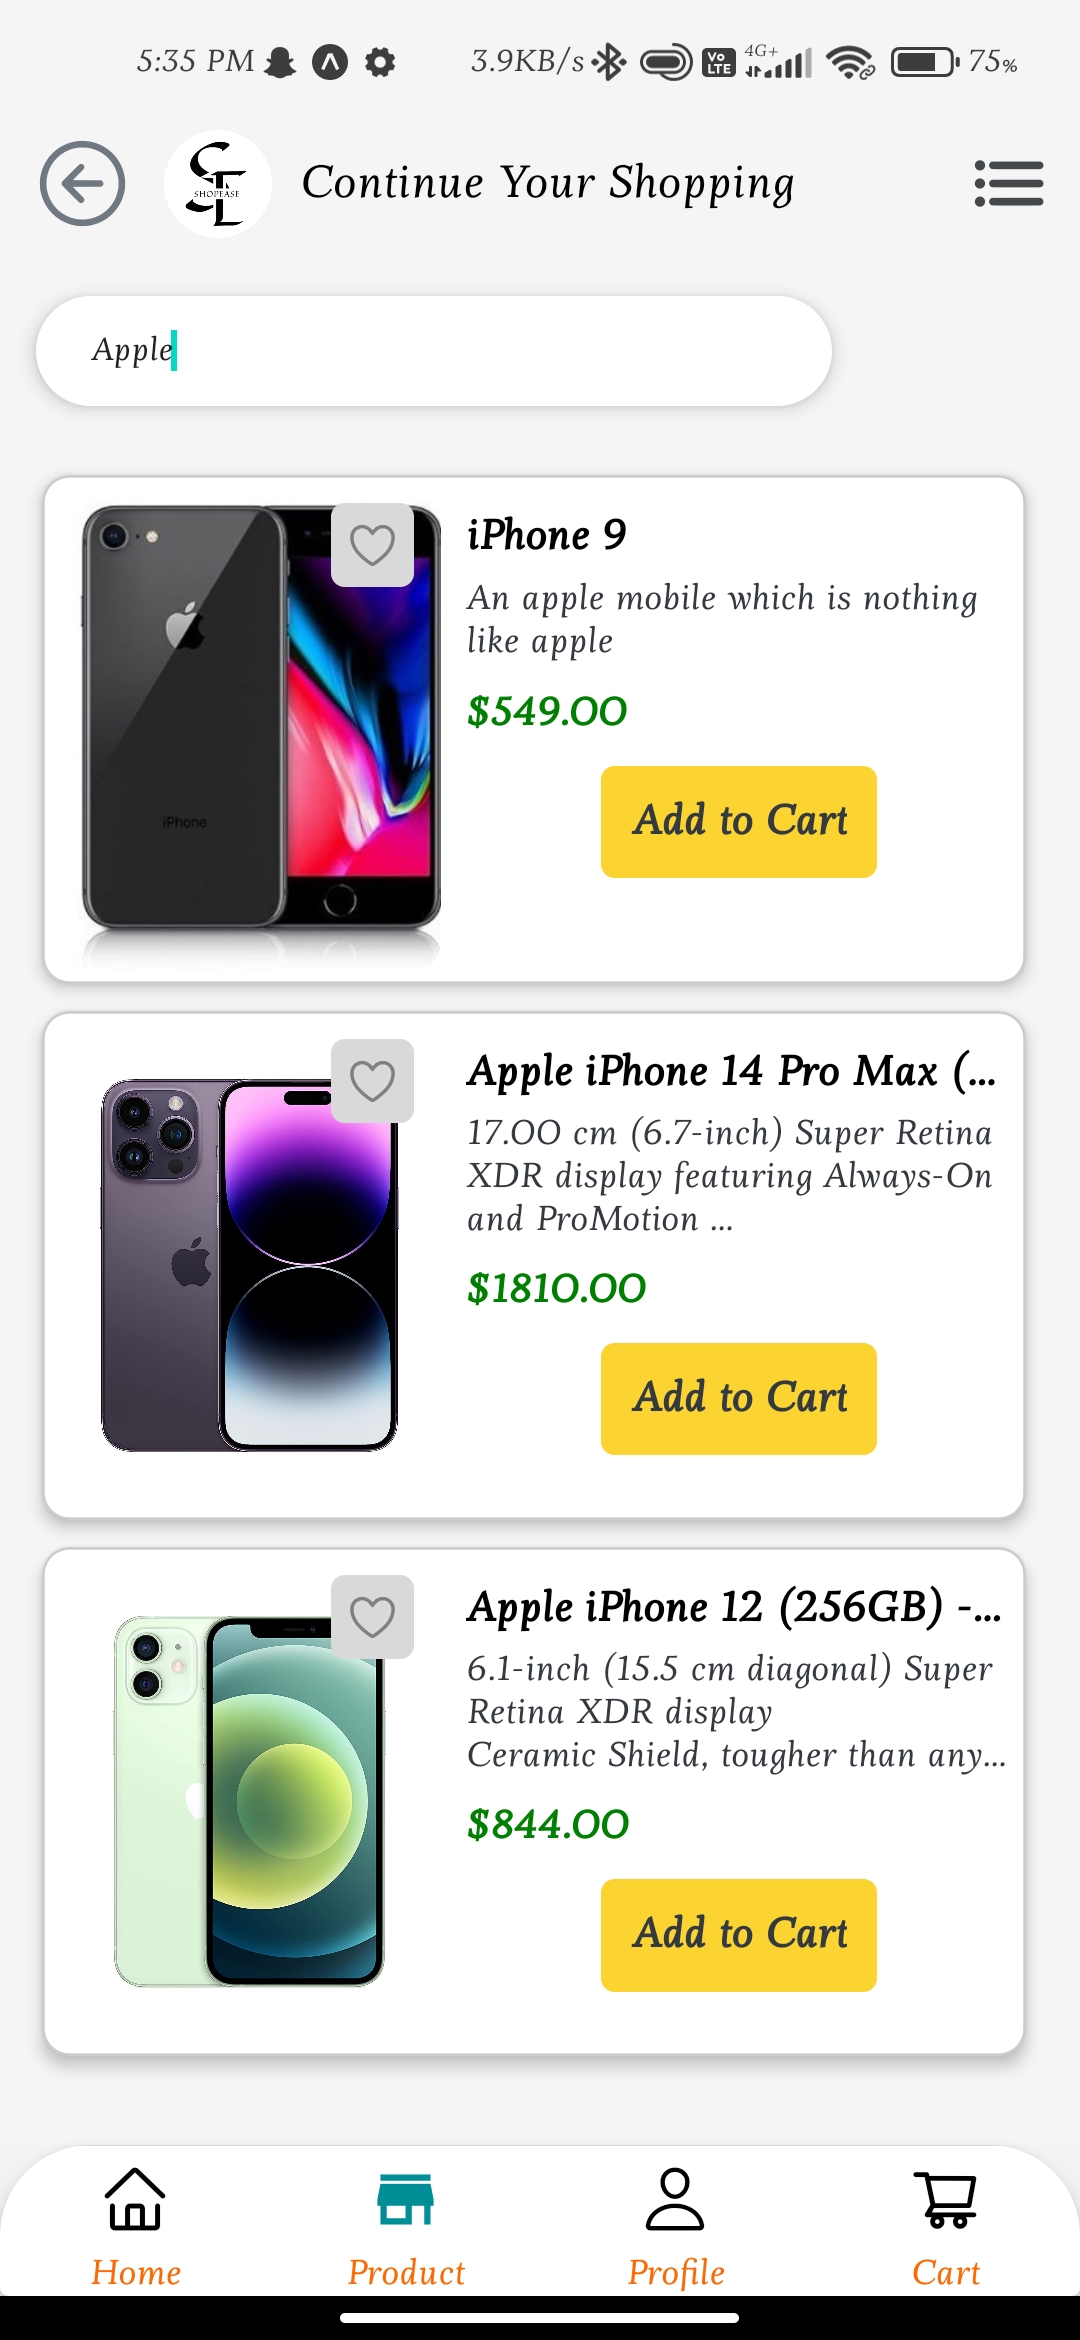 5:35 PM 3.9KB/s Vo LTE 4G+ 75%
SHOPEASE
Continue Your Shopping
Apple
iPhone 9
An apple mobile which is nothing
like apple
$549.00
Add to Cart
iPhone
Apple iPhone 14 Pro Max (...
17.00 cm (6.7-inch) Super Retina
XDR display featuring Always-On
and ProMotion ...
$1810.00
Add to Cart
Apple iPhone 12 (256GB) -...
6.1-inch (15.5 cm diagonal) Super
Retina XDR display
Ceramic Shield, tougher than any...
$844.00
Add to Cart
Home Product Profile Cart